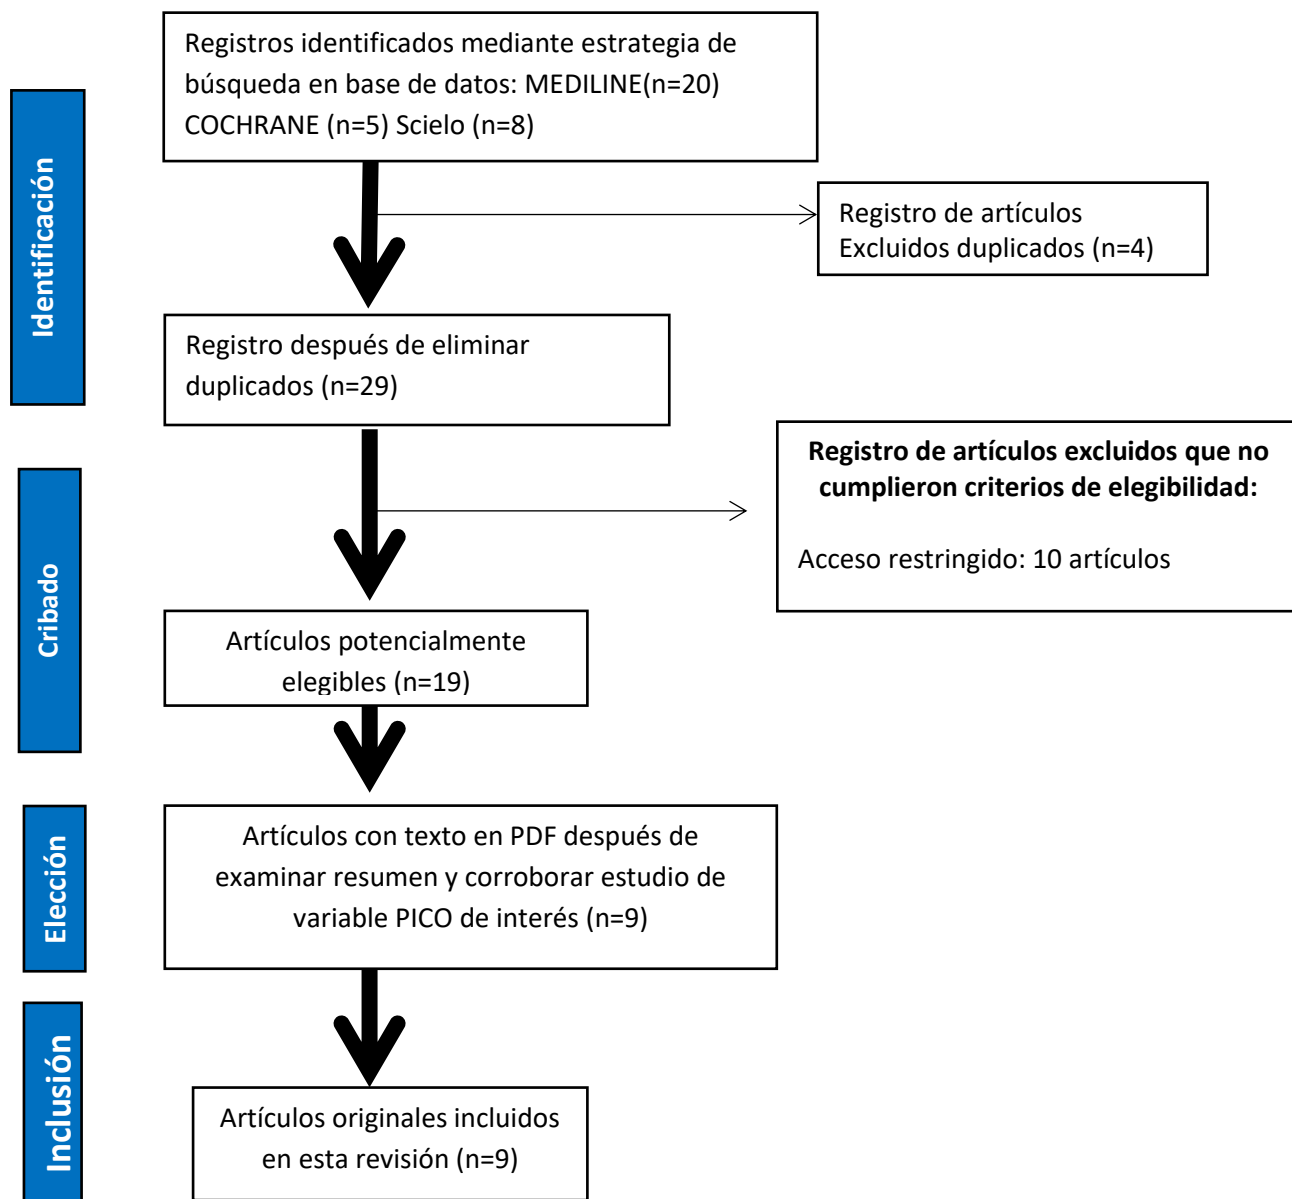 Registros identificados mediante estrategia de
búsqueda en base de datos: MEDILINE(n=20)
COCHRANE (n=5) Scielo (n=8)
Identificación
Registro de artículos
Excluidos duplicados (n=4)
Registro después de eliminar
duplicados (n=29)
Registro de artículos excluidos que no
cumplieron criterios de elegibilidad:
Acceso restringido: 10 artículos
Cribado
Artículos potencialmente
elegibles (n=19)
Elección
Artículos con texto en PDF después de
examinar resumen y corroborar estudio de
variable PICO de interés (n=9)
Inclusión
Artículos originales incluidos
en esta revisión (n=9)